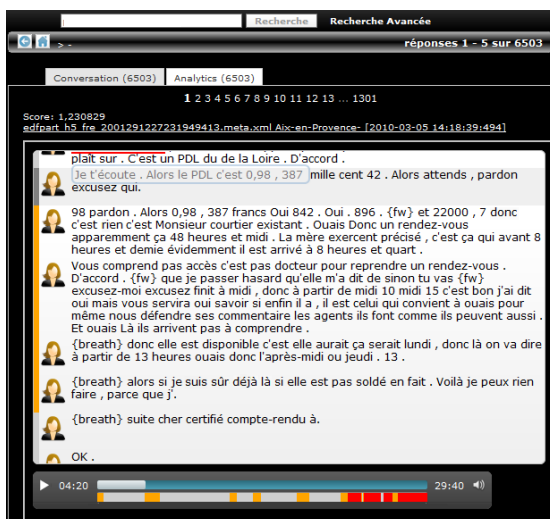 Recherche Recherche Avancée
> - réponses 1 - 5 sur 6503
Conversation (6503) Analytics (6503)
1 2 3 4 5 6 7 8 9 10 11 12 13 ... 1301
Score: 1,230829
edfpart_h5_fre_2001291227231949413.meta.xml Aix-en-Provence- [2010-03-05 14:18:39:494]
plaît sur . C'est un PDL du de la Loire . D'accord .
Je t'écoute . Alors le PDL c'est 0,98 , 387 mille cent 42 . Alors attends , pardon
excusez qui.
98 pardon . Alors 0,98 , 387 francs Oui 842 . Oui . 896 . {fw} et 22000 , 7 donc
c'est rien c'est Monsieur courtier existant . Ouais Donc un rendez-vous
apparemment ça 48 heures et midi . La mère exercent précisé , c'est ça qui avant 8
heures et demie évidemment il est arrivé à 8 heures et quart .
Vous comprend pas accès c'est pas docteur pour reprendre un rendez-vous .
D'accord . {fw} que je passer hasard qu'elle m'a dit de sinon tu vas {fw}
excusez-moi excusez finit à midi , donc à partir de midi 10 midi 15 c'est bon j'ai dit
oui mais vous servira oui savoir si enfin il a , il est celui qui convient à ouais pour
même nous défendre ses commentaire les agents ils font comme ils peuvent aussi .
Et ouais Là ils arrivent pas à comprendre .
{breath} donc elle est disponible c'est elle aurait ça serait lundi , donc là on va dire
à partir de 13 heures ouais donc l'après-midi ou jeudi . 13 .
{breath} alors si je suis sûr déjà là si elle est pas soldé en fait . Voilà je peux rien
faire , parce que j'.
{breath} suite cher certifié compte-rendu à.
OK .
04:20 29:40